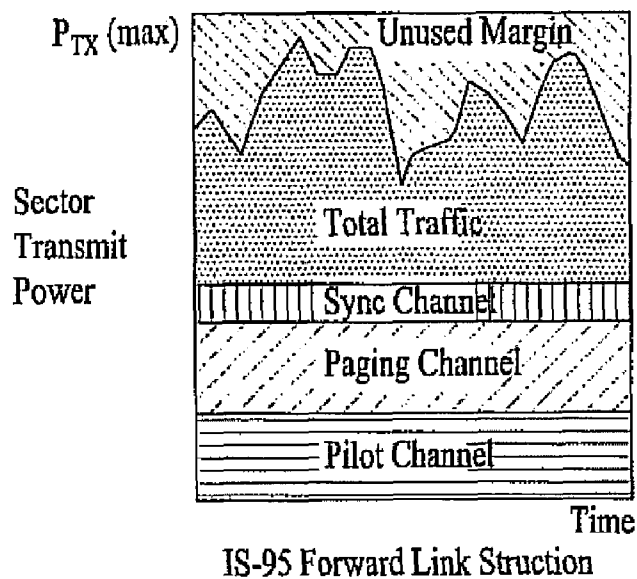 P_TX (max)
Unused Margin
Sector
Transmit
Power
Total Traffic
Sync Channel
Paging Channel
Pilot Channel
Time
IS-95 Forward Link Struction